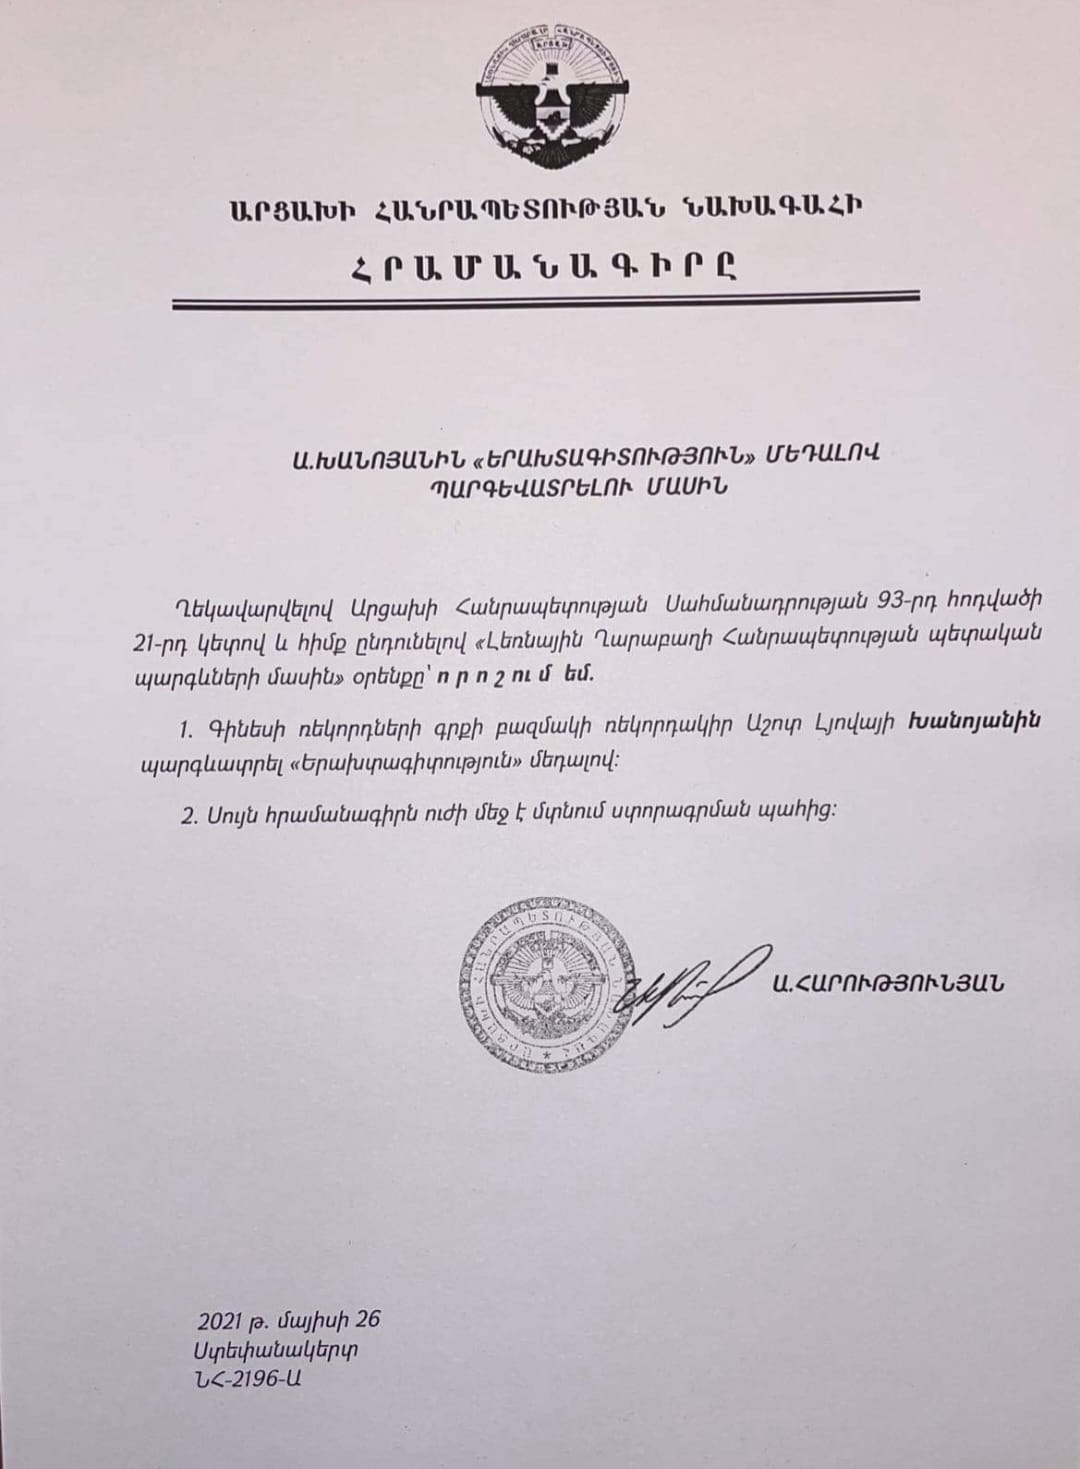 ԱՐՑԱԽԻ ՀԱՆՐԱՊԵՏՈՒԹՅԱՆ ՆԱԽԱԳԱՀԻ
ՀՐԱՄԱՆԱԳԻՐԸ
Ա.ԽԱՆՈՅԱՆԻՆ «ԵՐԱԽՏԱԳԻՏՈՒԹՅՈՒՆ» ՄԵԴԱԼՈՎ
ՊԱՐԳԵՎԱՏՐԵԼՈՒ ՄԱՍԻՆ
Ղեկավարվելով Արցախի Հանրապետության Սահմանադրության 93-րդ հոդվածի
21-րդ կետով և հիմք ընդունելով «Լեռնային Ղարաբաղի Հանրապետության պետական
պարգևների մասին» օրենքը՝ ո ր ո շ ու մ եմ.
1. Գինեսի ռեկորդների գրքի բազմակի ռեկորդակիր Աշոտ Լյովայի Խանոյանին
պարգևատրել «Երախտագիտություն» մեդալով:
2. Սույն հրամանագիրն ուժի մեջ է մտնում ստորագրման պահից:
Ա.ՀԱՐՈՒԹՅՈՒՆՅԱՆ
2021 թ. մայիսի 26
Ստեփանակերտ
ՆՀ-2196-Ա